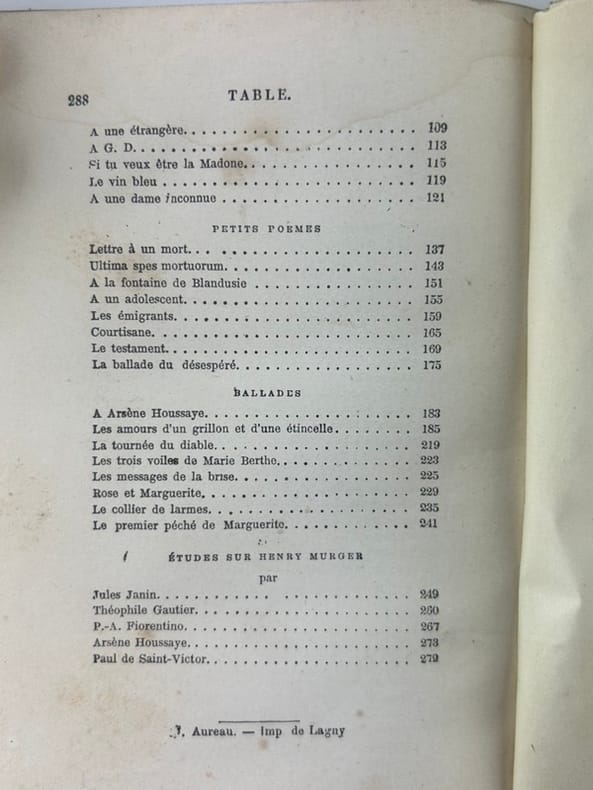 288 TABLE.
A une étrangère. . . . . . . . . . . . . . . . . . . . . . . 109
A G. D. . . . . . . . . . . . . . . . . . . . . . . . . . . . 113
Si tu veux être la Madone. . . . . . . . . . . . . . . . . . 115
Le vin bleu . . . . . . . . . . . . . . . . . . . . . . . . . 119
A une dame inconnue . . . . . . . . . . . . . . . . . . . . 121
PETITS POEMES
Lettre à un mort. . . . . . . . . . . . . . . . . . . . . . . 137
Ultima spes mortuorum. . . . . . . . . . . . . . . . . . . 143
A la fontaine de Blandusie . . . . . . . . . . . . . . . . . 151
A un adolescent. . . . . . . . . . . . . . . . . . . . . . . 155
Les émigrants. . . . . . . . . . . . . . . . . . . . . . . . 159
Courtisane. . . . . . . . . . . . . . . . . . . . . . . . . . 165
Le testament. . . . . . . . . . . . . . . . . . . . . . . . . 169
La ballade du désespéré. . . . . . . . . . . . . . . . . . . 175
BALLADES
A Arsène Houssaye. . . . . . . . . . . . . . . . . . . . . 183
Les amours d'un grillon et d'une étincelle. . . . . . . . 185
La tournée du diable. . . . . . . . . . . . . . . . . . . . 219
Les trois voiles de Marie Berthe. . . . . . . . . . . . . . 223
Les messages de la brise. . . . . . . . . . . . . . . . . . 225
Rose et Marguerite. . . . . . . . . . . . . . . . . . . . . 229
Le collier de larmes. . . . . . . . . . . . . . . . . . . . . 235
Le premier péché de Marguerite. . . . . . . . . . . . . 241
ÉTUDES SUR HENRY MURGER
par
Jules Janin. . . . . . . . . . . . . . . . . . . . . . . . . . 249
Théophile Gautier. . . . . . . . . . . . . . . . . . . . . . 260
P.-A. Fiorentino. . . . . . . . . . . . . . . . . . . . . . . 267
Arsène Houssaye. . . . . . . . . . . . . . . . . . . . . . 273
Paul de Saint-Victor. . . . . . . . . . . . . . . . . . . . . 279
Aureau. — Imp de Lagny